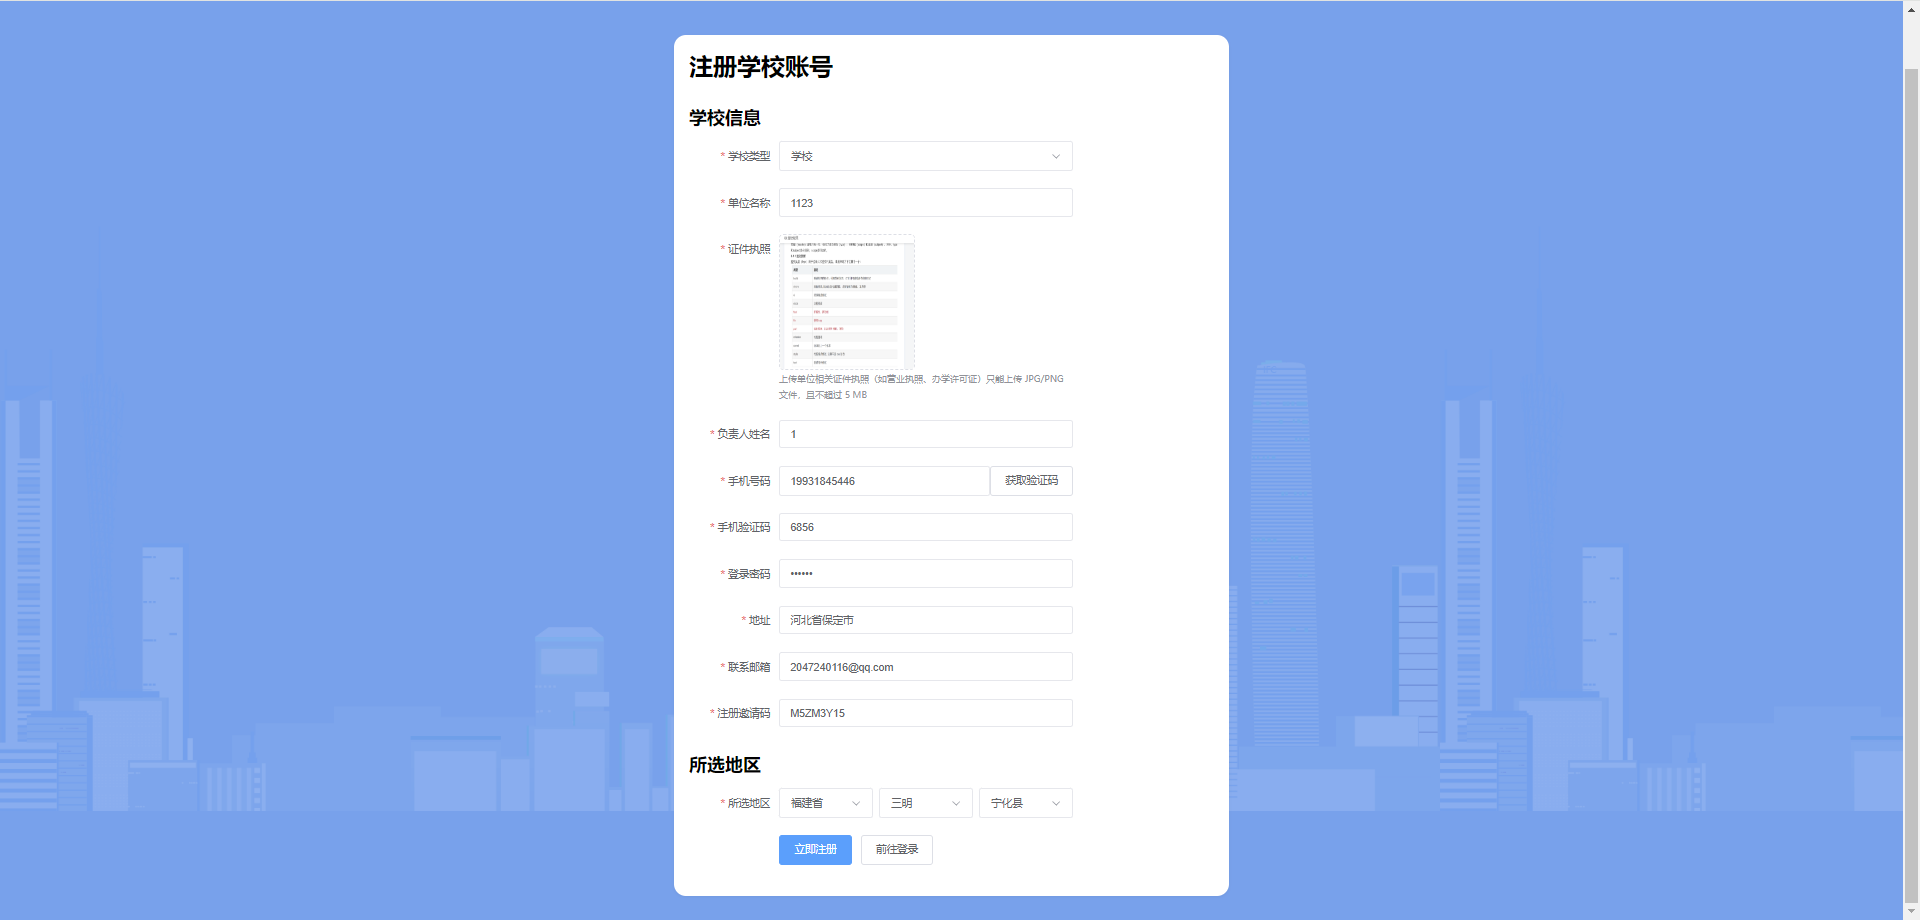 注册学校账号
学校信息
* 学校类型 学校
* 单位名称 1123
* 证件执照
上传单位相关证件执照（如营业执照、办学许可证）只能上传 JPG/PNG
文件，且不超过 5 MB
* 负责人姓名 1
* 手机号码 19931845446 获取验证码
* 手机验证码 6856
* 登录密码 ••••••
* 地址 河北省保定市
* 联系邮箱 2047240116@qq.com
* 注册邀请码 M5ZM3Y15
所选地区
* 所选地区 福建省 三明 宁化县
立即注册 前往登录